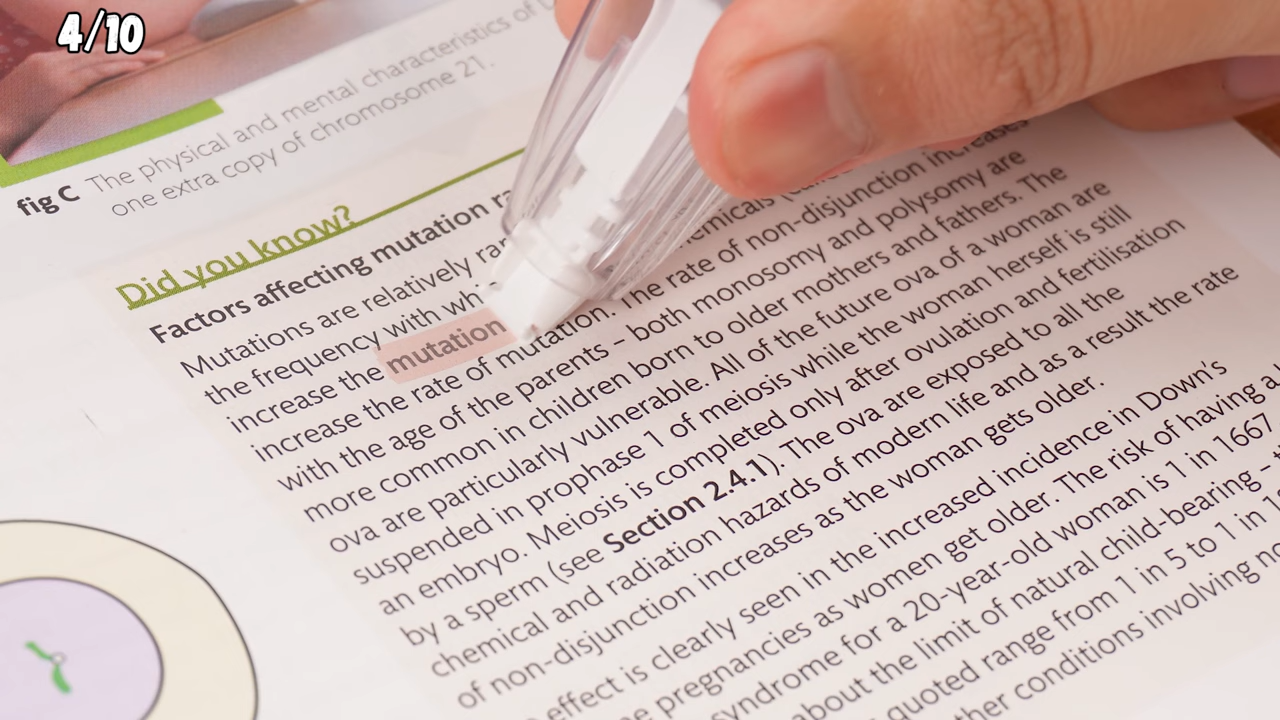 4/10
fig C The physical and mental characteristics of
one extra copy of chromosome 21.
Did you know?
Factors affecting mutation
Mutations are relatively
the frequency with
increase the mutation
increase the rate of mutation. The rate of non-disjunction increases
with the age of the parents – both monosomy and polysomy are
more common in children born to older mothers and fathers. The
ova are particularly vulnerable. All of the future ova of a woman are
suspended in prophase 1 of meiosis while the woman herself is still
an embryo. Meiosis is completed only after ovulation and fertilisation
by a sperm (see Section 2.4.1). The ova are exposed to all the
chemical and radiation hazards of modern life and as a result the rate
of non-disjunction increases as the woman gets older.
effect is clearly seen in the increased incidence in Down's
pregnancies as women get older. The risk of having a
syndrome for a 20-year-old woman is 1 in 1667
about the limit of natural child-bearing –
quoted range from 1 in 5 to 1 in
conditions involving